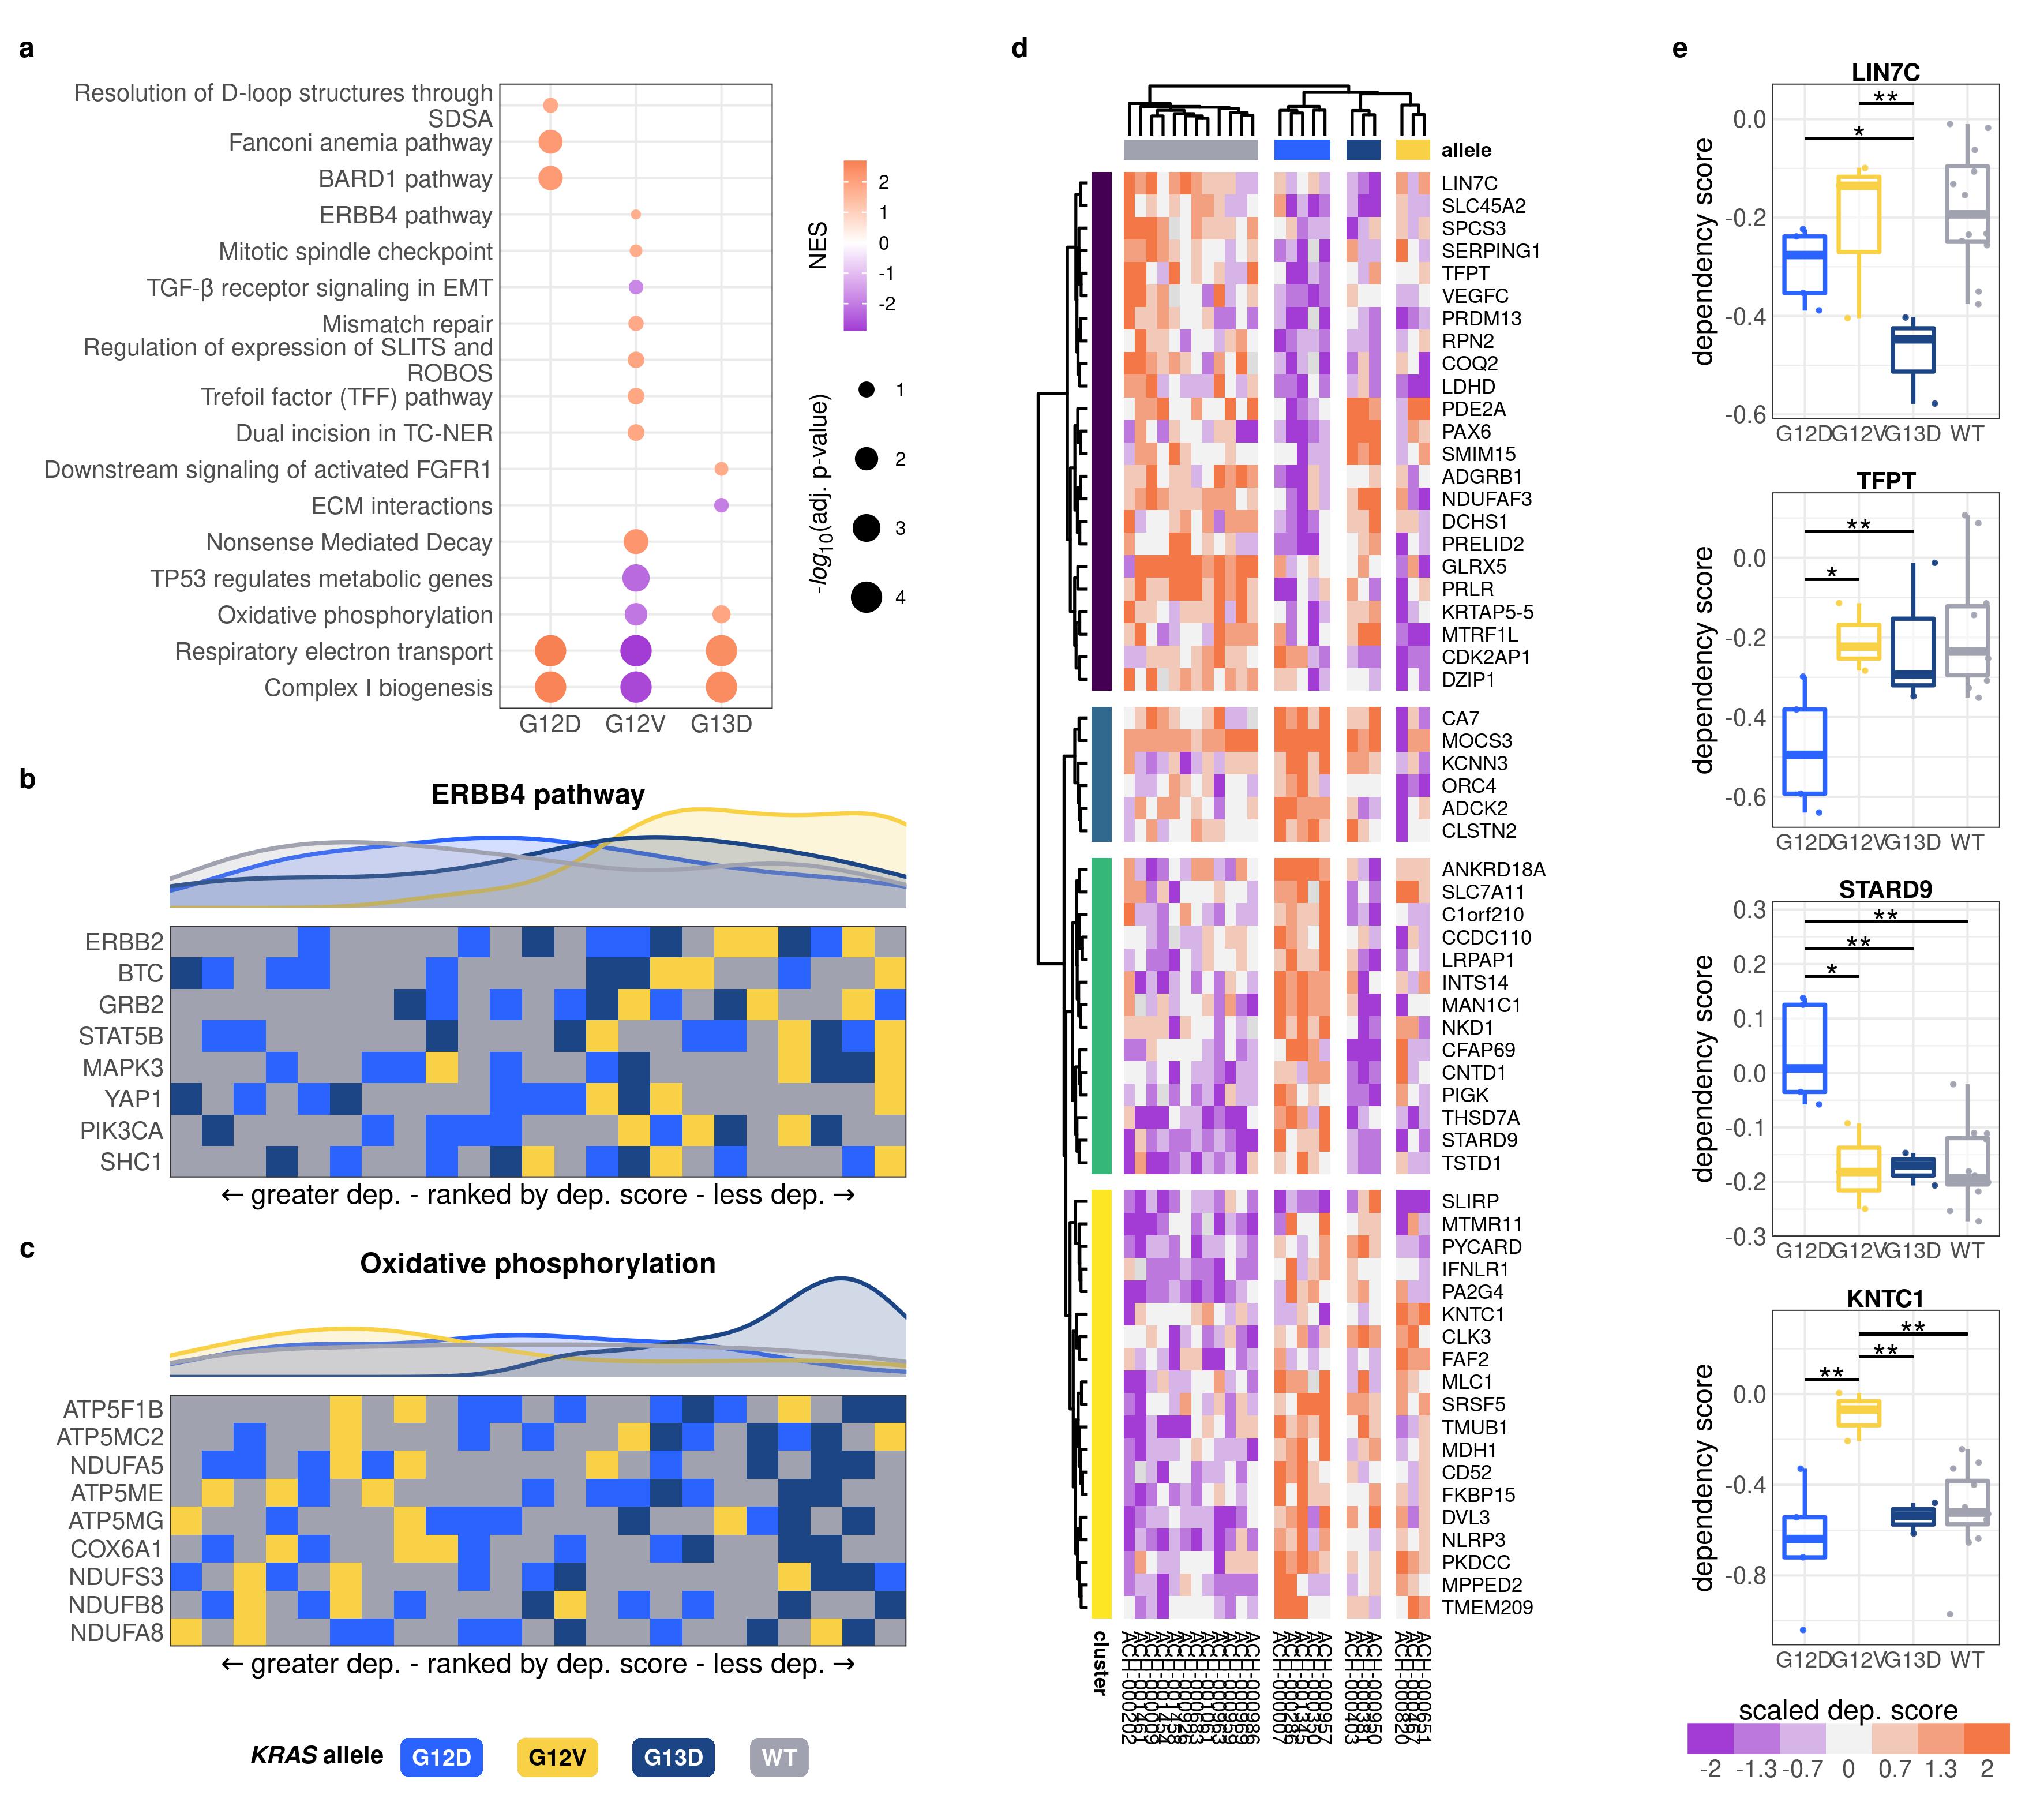 a
Resolution of D-loop structures through
SDSA
Fanconi anemia pathway
BARD1 pathway
ERBB4 pathway
Mitotic spindle checkpoint
TGF-β receptor signaling in EMT
Mismatch repair
Regulation of expression of SLITS and
ROBOS
Trefoil factor (TFF) pathway
Dual incision in TC-NER
Downstream signaling of activated FGFR1
ECM interactions
Nonsense Mediated Decay
TP53 regulates metabolic genes
Oxidative phosphorylation
Respiratory electron transport
Complex I biogenesis
G12D G12V G13D
NES
2
1
0
-1
-2
-log10(adj. p-value)
1
2
3
4
b
ERBB4 pathway
ERBB2
BTC
GRB2
STAT5B
MAPK3
YAP1
PIK3CA
SHC1
← greater dep. - ranked by dep. score - less dep. →
c
Oxidative phosphorylation
ATP5F1B
ATP5MC2
NDUFA5
ATP5ME
ATP5MG
COX6A1
NDUFS3
NDUFB8
NDUFA8
← greater dep. - ranked by dep. score - less dep. →
KRAS allele G12D G12V G13D WT
d
allele
LIN7C
SLC45A2
SPCS3
SERPING1
TFPT
VEGFC
PRDM13
RPN2
COQ2
LDHD
PDE2A
PAX6
SMIM15
ADGRB1
NDUFAF3
DCHS1
PRELID2
GLRX5
PRLR
KRTAP5-5
MTRF1L
CDK2AP1
DZIP1
CA7
MOCS3
KCNN3
ORC4
ADCK2
CLSTN2
ANKRD18A
SLC7A11
C1orf210
CCDC110
LRPAP1
INTS14
MAN1C1
NKD1
CFAP69
CNTD1
PIGK
THSD7A
STARD9
TSTD1
SLIRP
MTMR11
PYCARD
IFNLR1
PA2G4
KNTC1
CLK3
FAF2
MLC1
SRSF5
TMUB1
MDH1
CD52
FKBP15
DVL3
NLRP3
PKDCC
MPPED2
TMEM209
cluster
e
LIN7C
dependency score
0.0
-0.2
-0.4
-0.6
**
*
G12D G12V G13D WT
TFPT
dependency score
0.0
-0.2
-0.4
-0.6
**
*
G12D G12V G13D WT
STARD9
dependency score
0.3
0.2
0.1
0.0
-0.1
-0.2
-0.3
**
**
*
G12D G12V G13D WT
KNTC1
dependency score
0.0
-0.4
-0.8
**
**
**
G12D G12V G13D WT
scaled dep. score
-2 -1.3 -0.7 0 0.7 1.3 2